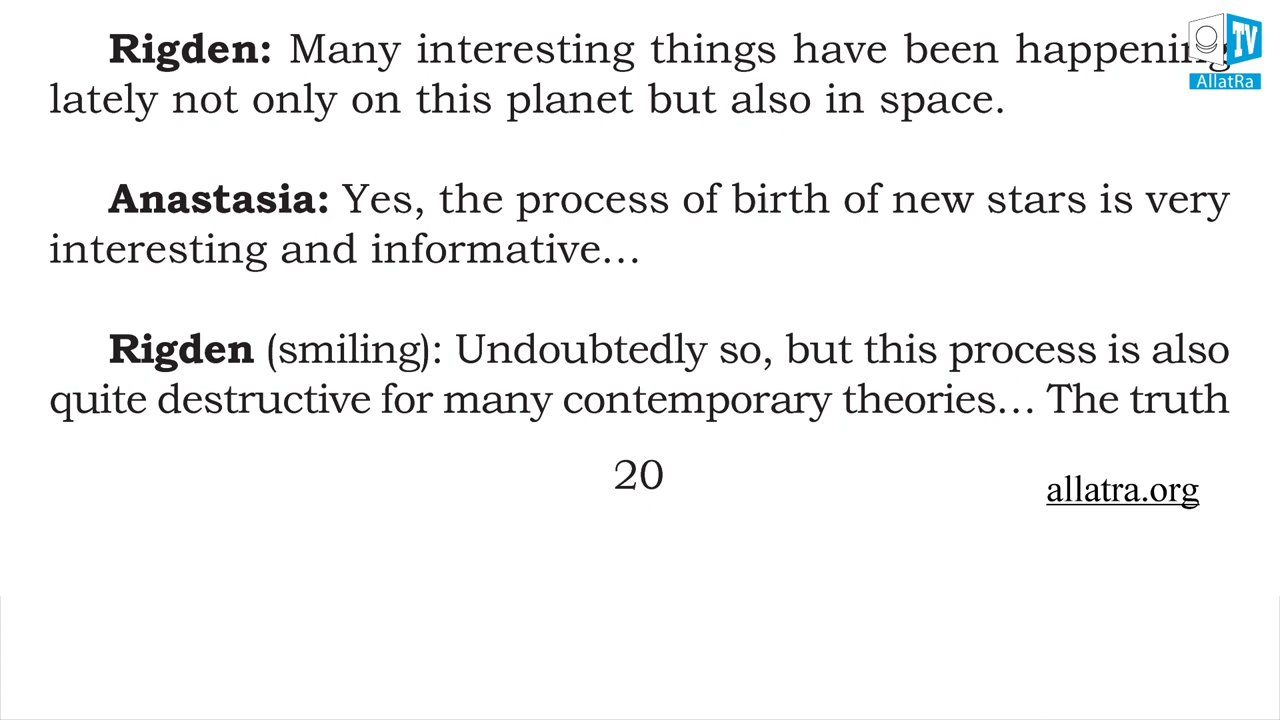 Rigden: Many interesting things have been happening
lately not only on this planet but also in space.
Anastasia: Yes, the process of birth of new stars is very
interesting and informative…
Rigden (smiling): Undoubtedly so, but this process is also
quite destructive for many contemporary theories… The truth
20
allatra.org
TV
AllatRa